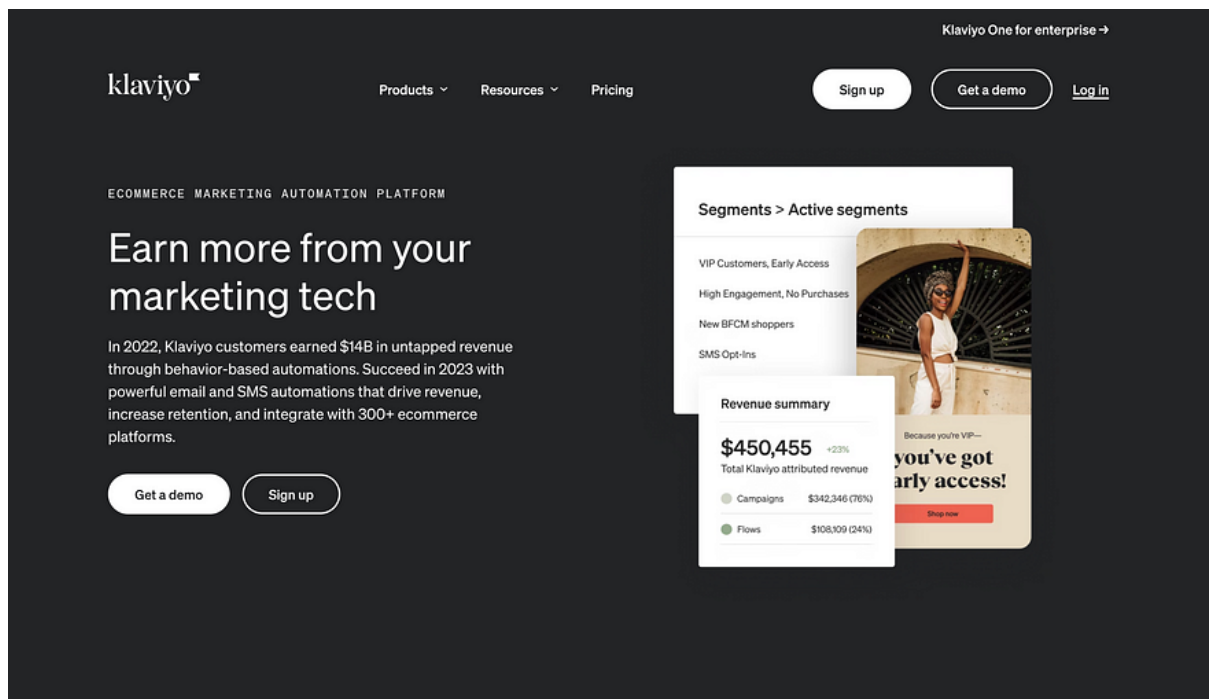 Klaviyo One for enterprise →
klaviyo
Products
Resources
Pricing
Sign up
Get a demo
Log in
ECOMMERCE MARKETING AUTOMATION PLATFORM
Earn more from your
marketing tech
In 2022, Klaviyo customers earned $14B in untapped revenue
through behavior-based automations. Succeed in 2023 with
powerful email and SMS automations that drive revenue,
increase retention, and integrate with 300+ ecommerce
platforms.
Get a demo
Sign up
Segments > Active segments
VIP Customers, Early Access
High Engagement, No Purchases
New BFCM shoppers
SMS Opt-Ins
Revenue summary
$450,455 +23%
Total Klaviyo attributed revenue
Campaigns $342,346 (76%)
Flows $108,109 (24%)
Because you're VIP—
you've got
arly access!
Shop now